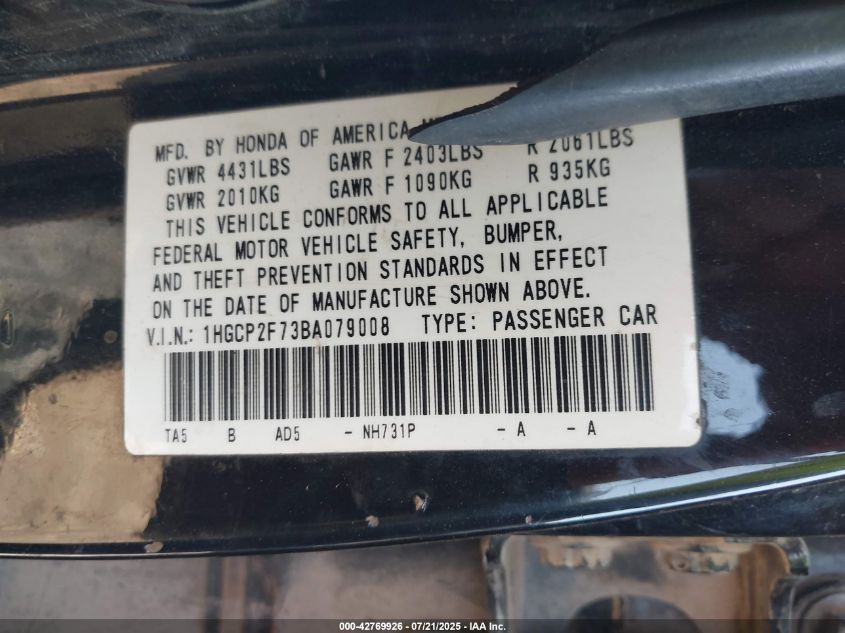 MFD. BY HONDA OF AMERICA
GVWR 4431LBS GAWR F 2403LBS R 2061LBS
GVWR 2010KG GAWR F 1090KG R 935KG
THIS VEHICLE CONFORMS TO ALL APPLICABLE
FEDERAL MOTOR VEHICLE SAFETY, BUMPER,
AND THEFT PREVENTION STANDARDS IN EFFECT
ON THE DATE OF MANUFACTURE SHOWN ABOVE.
V.I.N.: 1HGCP2F73BA079008 TYPE: PASSENGER CAR
TA5 B AD5 - NH731P - A - A
000-42769926 - 07/21/2025 - IAA Inc.